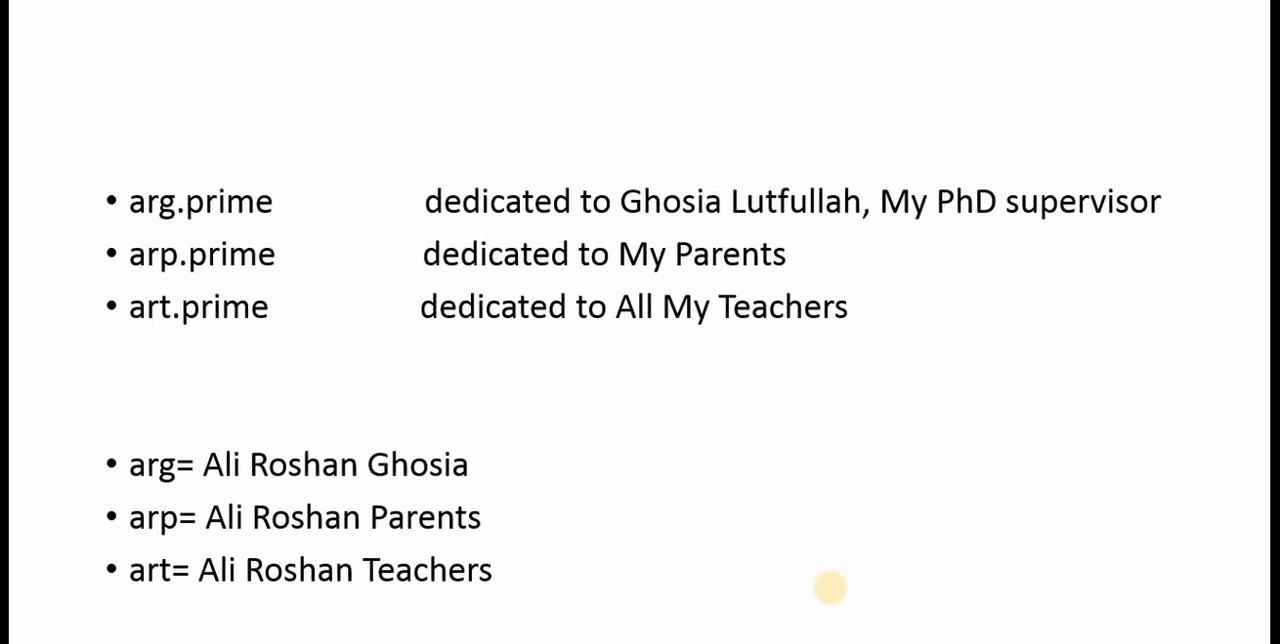 • arg.prime dedicated to Ghosia Lutfullah, My PhD supervisor
• arp.prime dedicated to My Parents
• art.prime dedicated to All My Teachers
• arg= Ali Roshan Ghosia
• arp= Ali Roshan Parents
• art= Ali Roshan Teachers